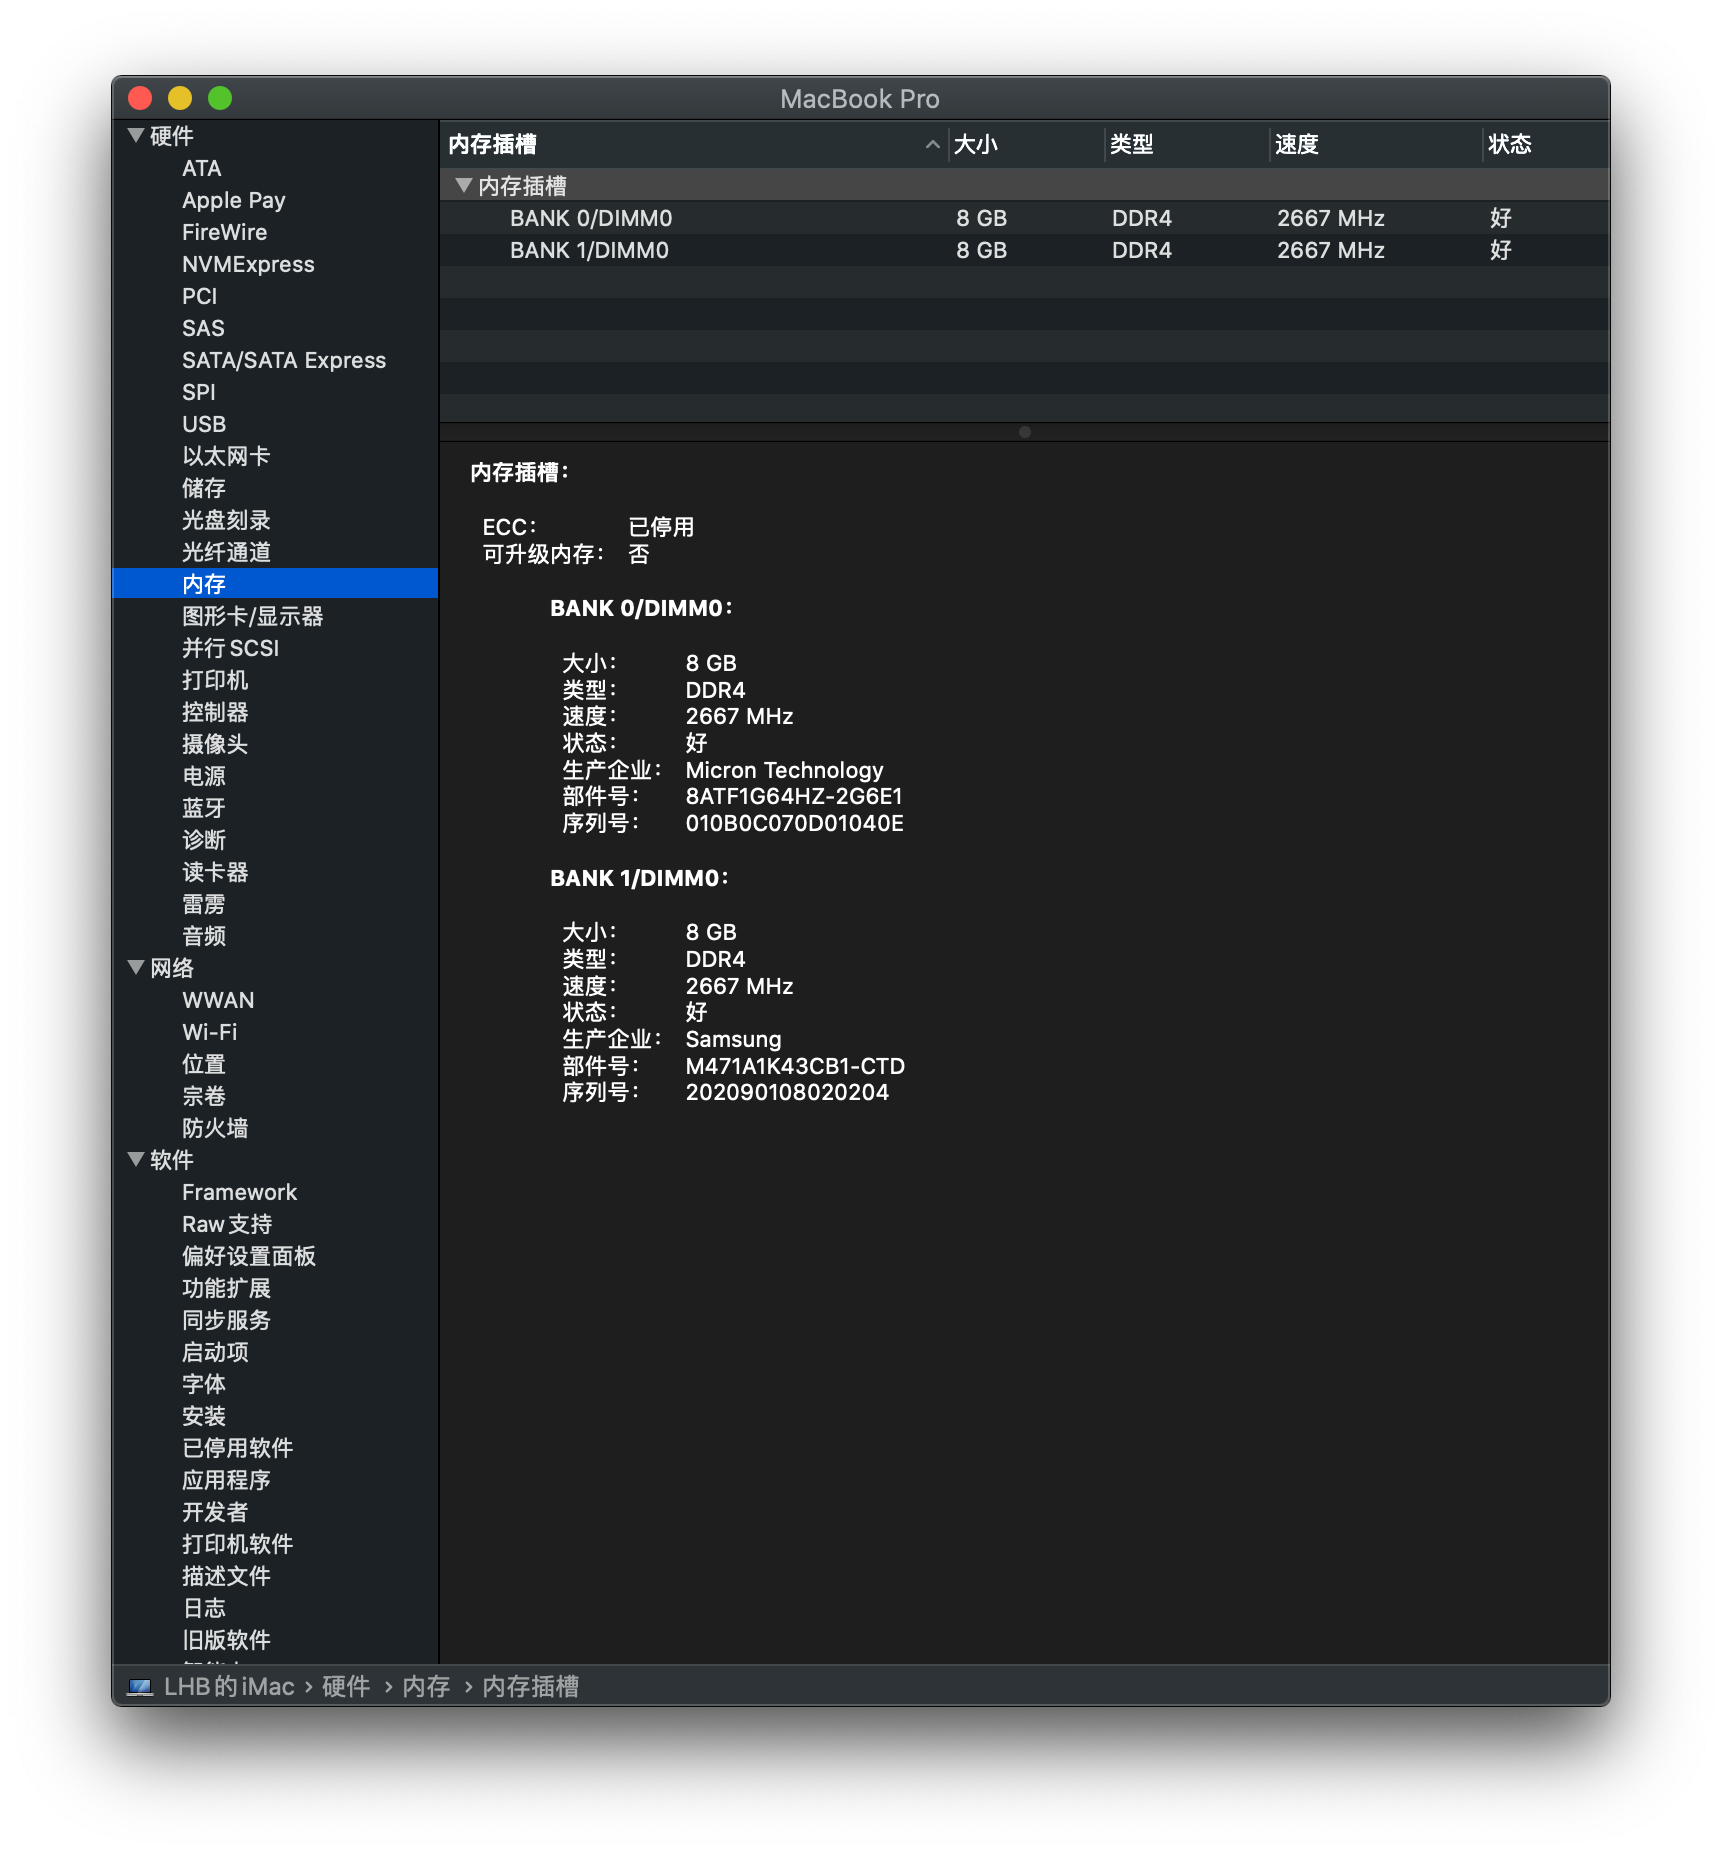 MacBook Pro
硬件
ATA
Apple Pay
FireWire
NVMExpress
PCI
SAS
SATA/SATA Express
SPI
USB
以太网卡
储存
光盘刻录
光纤通道
内存
图形卡/显示器
并行 SCSI
打印机
控制器
摄像头
电源
蓝牙
诊断
读卡器
雷雳
音频
网络
WWAN
Wi-Fi
位置
宗卷
防火墙
软件
Framework
Raw 支持
偏好设置面板
功能扩展
同步服务
启动项
字体
安装
已停用软件
应用程序
开发者
打印机软件
描述文件
日志
旧版软件
内存插槽 大小 类型 速度 状态
内存插槽
BANK 0/DIMM0 8 GB DDR4 2667 MHz 好
BANK 1/DIMM0 8 GB DDR4 2667 MHz 好
内存插槽：
ECC： 已停用
可升级内存： 否
BANK 0/DIMM0：
大小： 8 GB
类型： DDR4
速度： 2667 MHz
状态： 好
生产企业： Micron Technology
部件号： 8ATF1G64HZ-2G6E1
序列号： 010B0C070D01040E
BANK 1/DIMM0：
大小： 8 GB
类型： DDR4
速度： 2667 MHz
状态： 好
生产企业： Samsung
部件号： M471A1K43CB1-CTD
序列号： 202090108020204
LHB 的 iMac › 硬件 › 内存 › 内存插槽